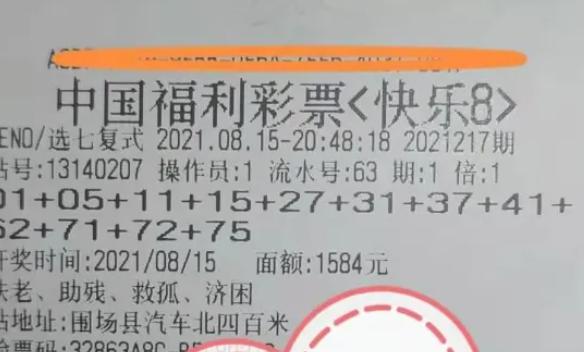 中国福利彩票<快乐8>
ENO/选七复式 2021.08.15-20:48:18 2021217期
站号:13140207 操作员:1 流水号:63 期:1 倍:1
01+05+11+15+27+31+37+41+
62+71+72+75
开奖时间:2021/08/15 面额:1584元
扶老、助残、救孤、济困
站地址:围场县汽车北四百米
验票码:32863A8C-